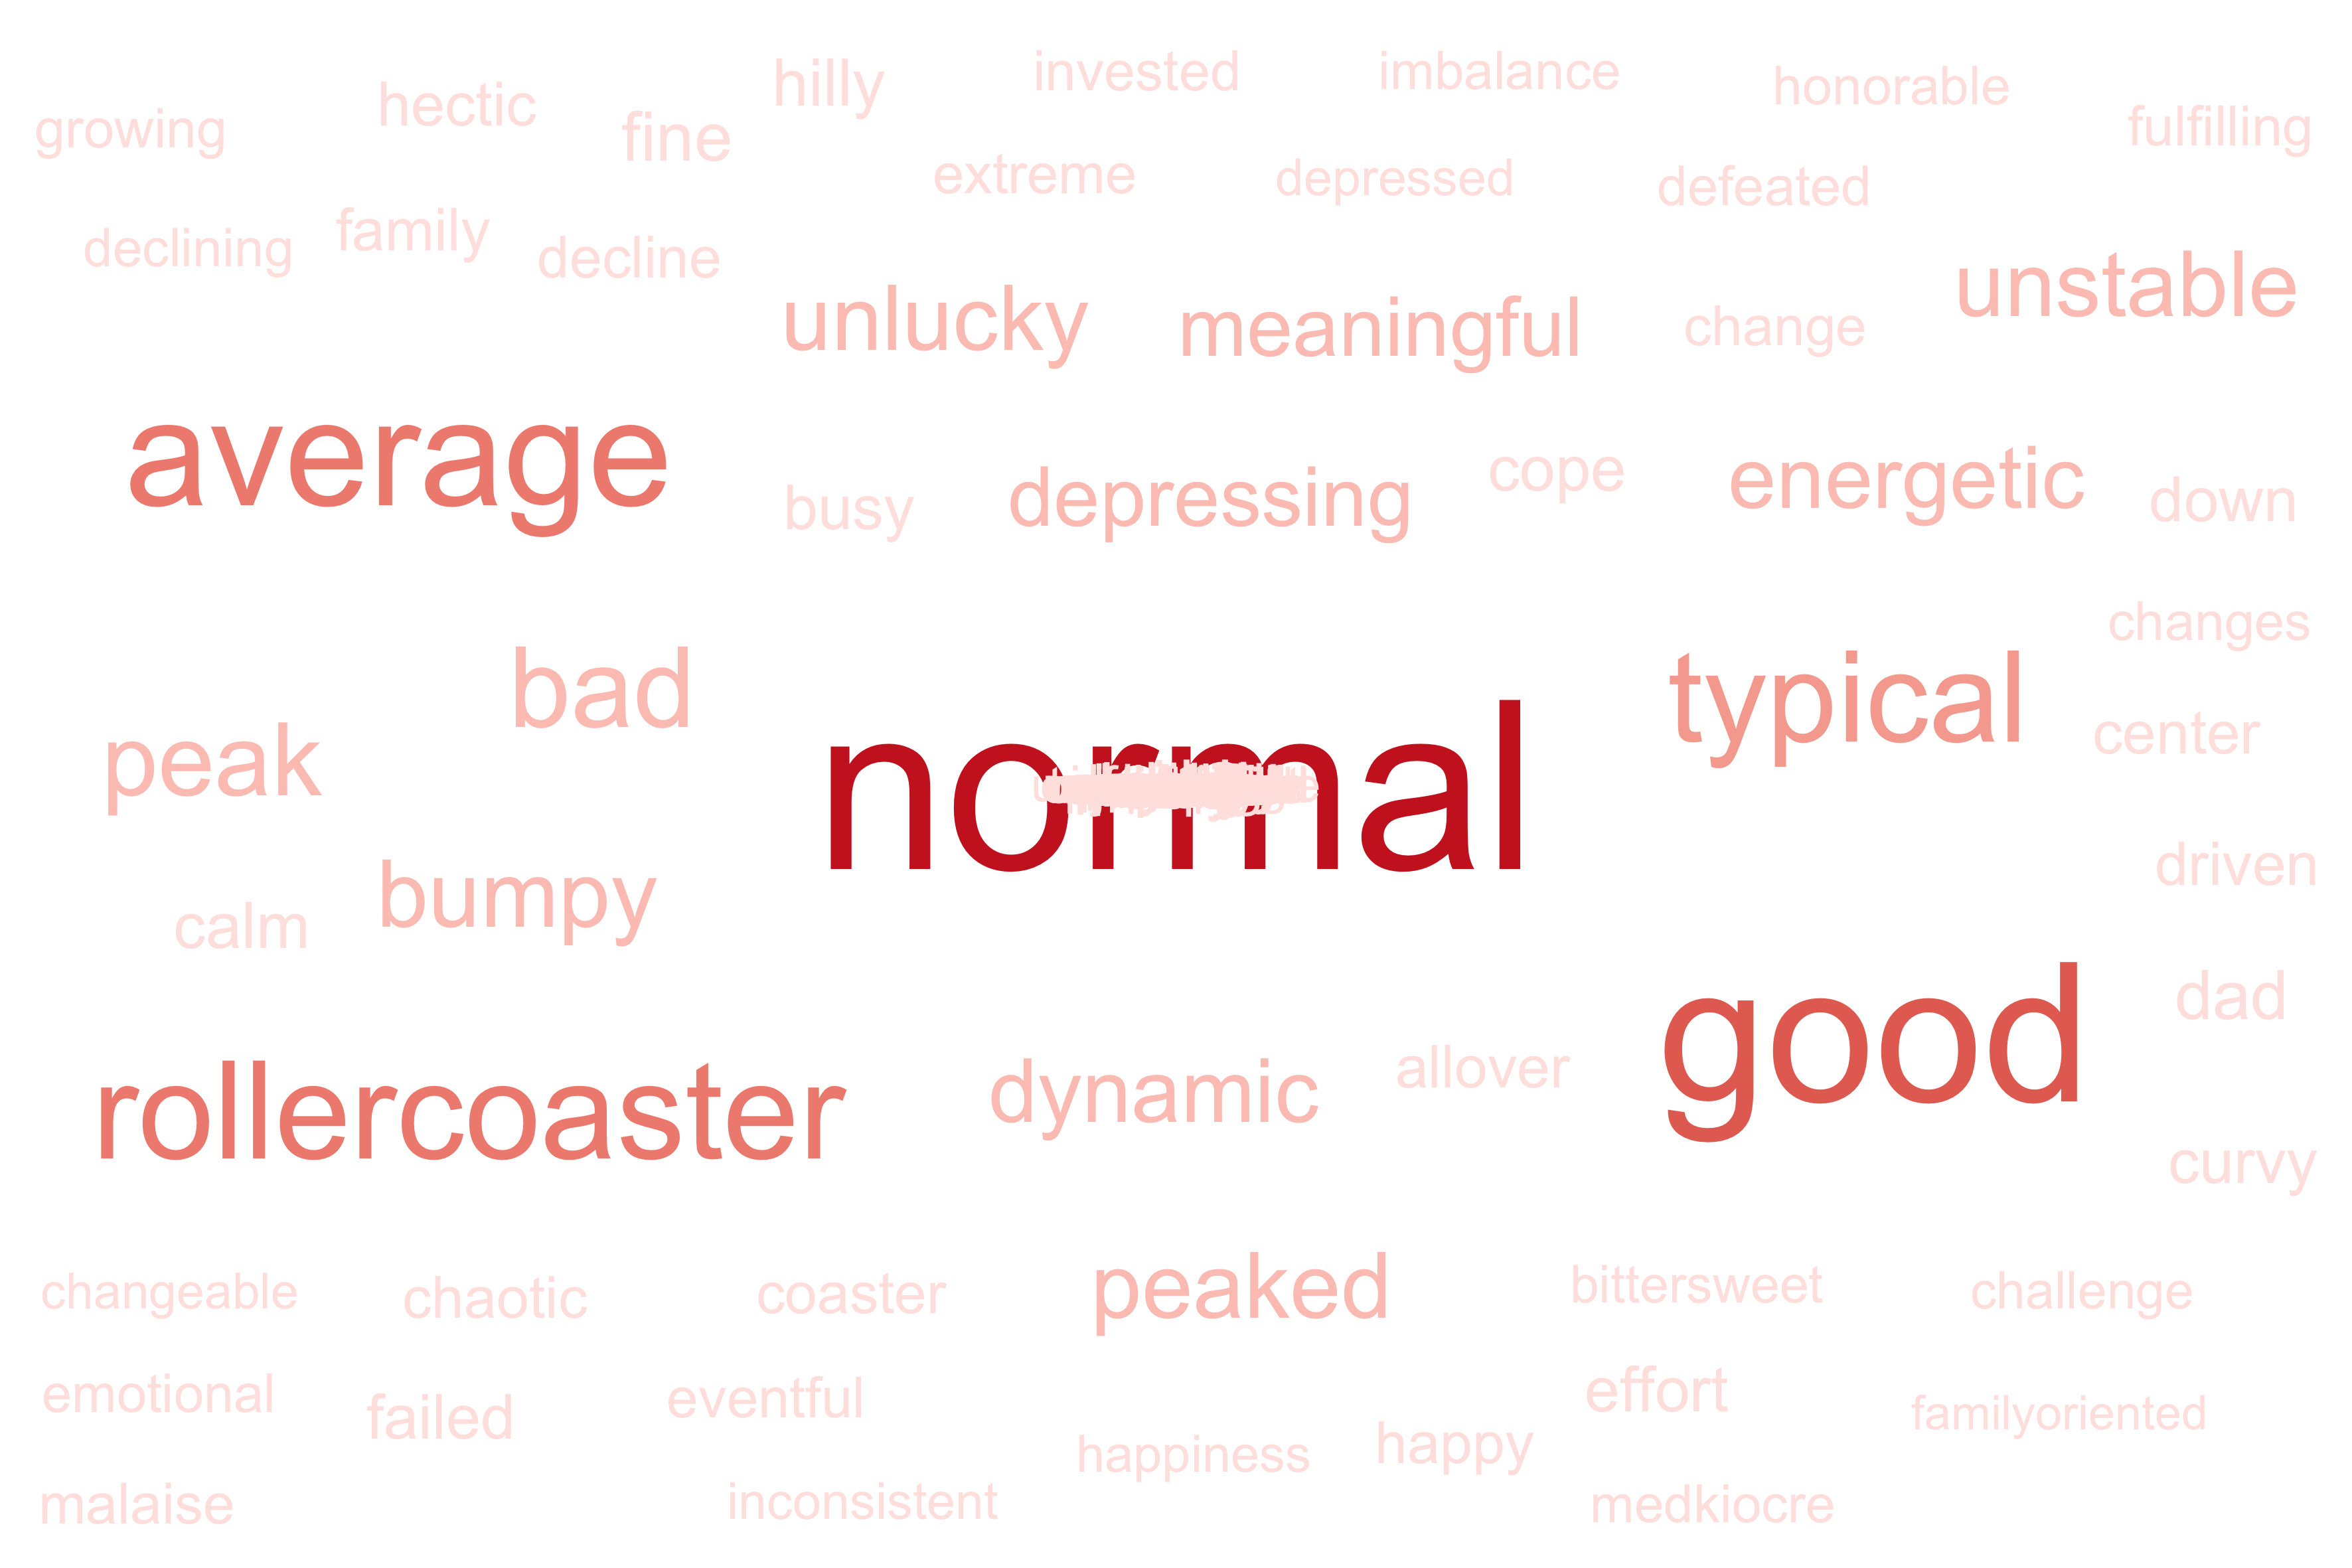 hilly invested imbalance honorable
growing hectic fine fulfilling
extreme depressed defeated
declining family decline
unlucky meaningful change unstable
average busy depressing cope energetic down
changes
bad typical
peak normal center
calm bumpy driven
good dad
rollercoaster dynamic allover
curvy
changeable chaotic coaster peaked bittersweet challenge
emotional failed eventful effort familyoriented
happiness happy
malaise inconsistent medkiocre